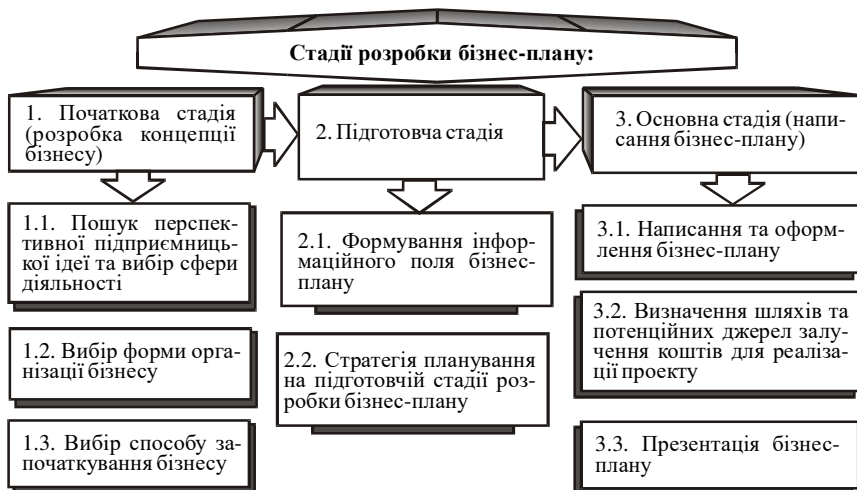 Стадії розробки бізнес-плану:
1. Початкова стадія
(розробка концепції
бізнесу)
2. Підготовча стадія
3. Основна стадія (напи-
сання бізнес-плану)
1.1. Пошук перспек-
тивної підприємниць-
кої ідеї та вибір сфери
діяльності
1.2. Вибір форми орга-
нізації бізнесу
1.3. Вибір способу за-
початкування бізнесу
2.1. Формування інфор-
маційного поля бізнес-
плану
2.2. Стратегія планування
на підготовчій стадії роз-
робки бізнес-плану
3.1. Написання та оформ-
лення бізнес-плану
3.2. Визначення шляхів та
потенційних джерел залу-
чення коштів для реаліза-
ції проекту
3.3. Презентація бізнес-
плану